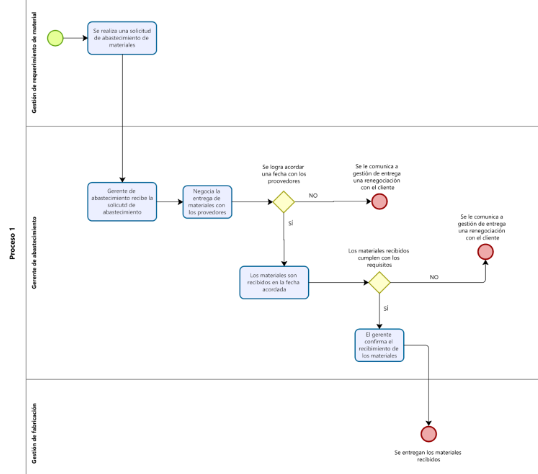 Proceso 1
Gestión de requerimiento de material
Se realiza una solicitud
de abastecimiento de
materiales
Gerente de abastecimiento
Gerente de
abastecimiento recibe la
solicutd de
abastecimiento
Negocia la
entrega de
materiales con
los provedores
Se logra acordar
una fecha con los
proovedores
NO
Se le comunica a
gestión de entrega
una renegociación
con el cliente
SÍ
Los materiales son
recibidos en la fecha
acordada
Los materiales recibidos
cumplen con los
requisitos
NO
Se le comunica a
gestión de entrega
una renegociación
con el cliente
SÍ
El gerente
confirma el
recibimiento de
los materiales
Gestión de fabricación
Se entregan los materiales
recibidos